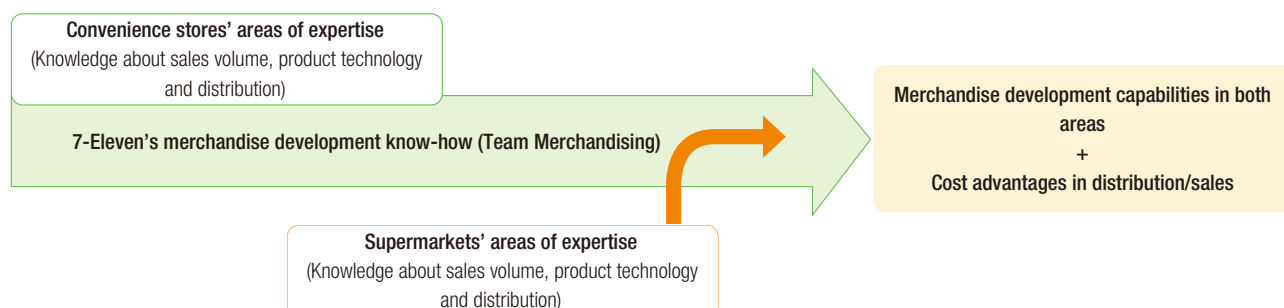 Convenience stores’ areas of expertise
(Knowledge about sales volume, product technology
and distribution)
7-Eleven’s merchandise development know-how (Team Merchandising)
Supermarkets’ areas of expertise
(Knowledge about sales volume, product technology
and distribution)
Merchandise development capabilities in both
areas
+
Cost advantages in distribution/sales